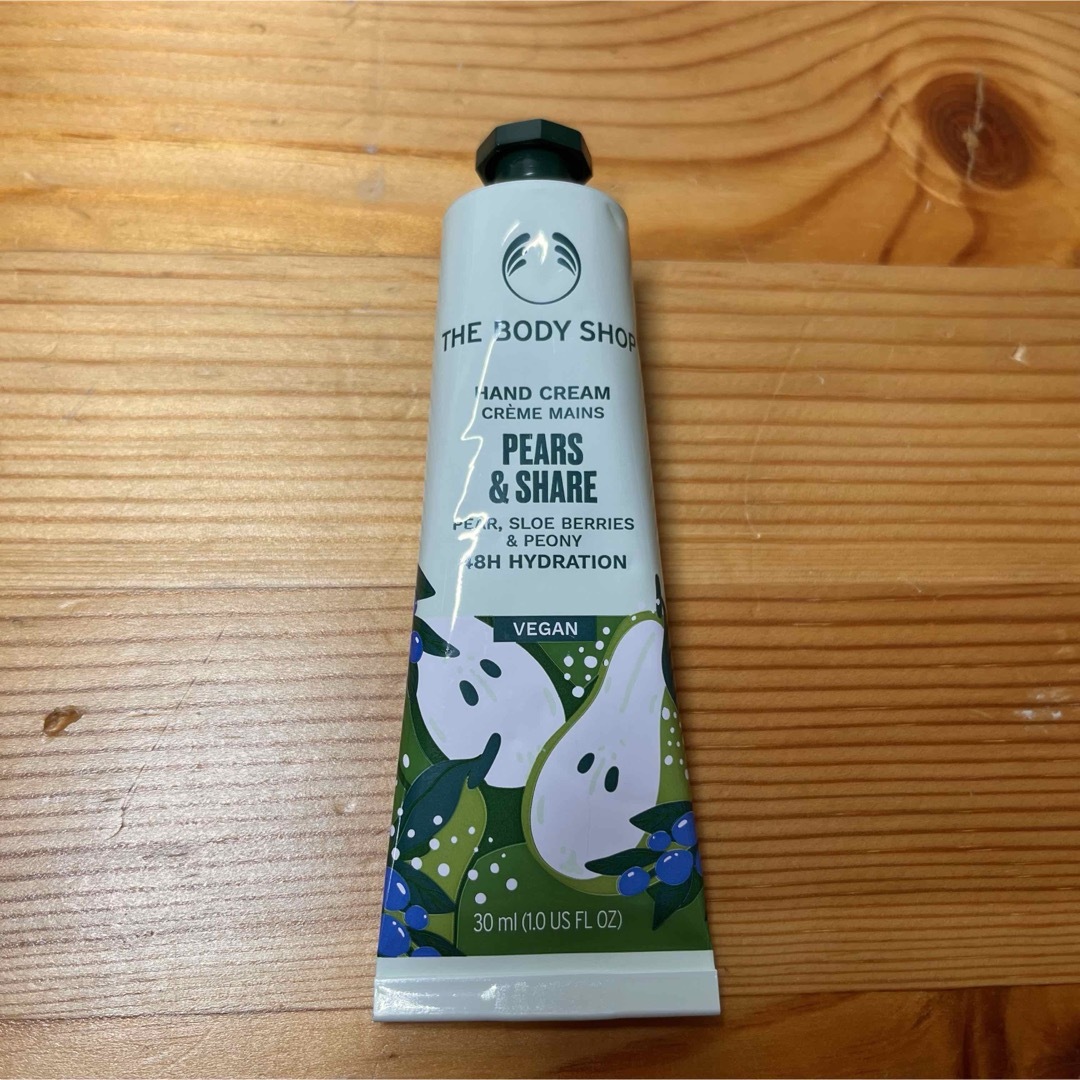 THE BODY SHOP
HAND CREAM
CRÈME MAINS
PEARS
& SHARE
PEAR, SLOE BERRIES
& PEONY
48H HYDRATION
VEGAN
30 ml (1.0 US FL OZ)